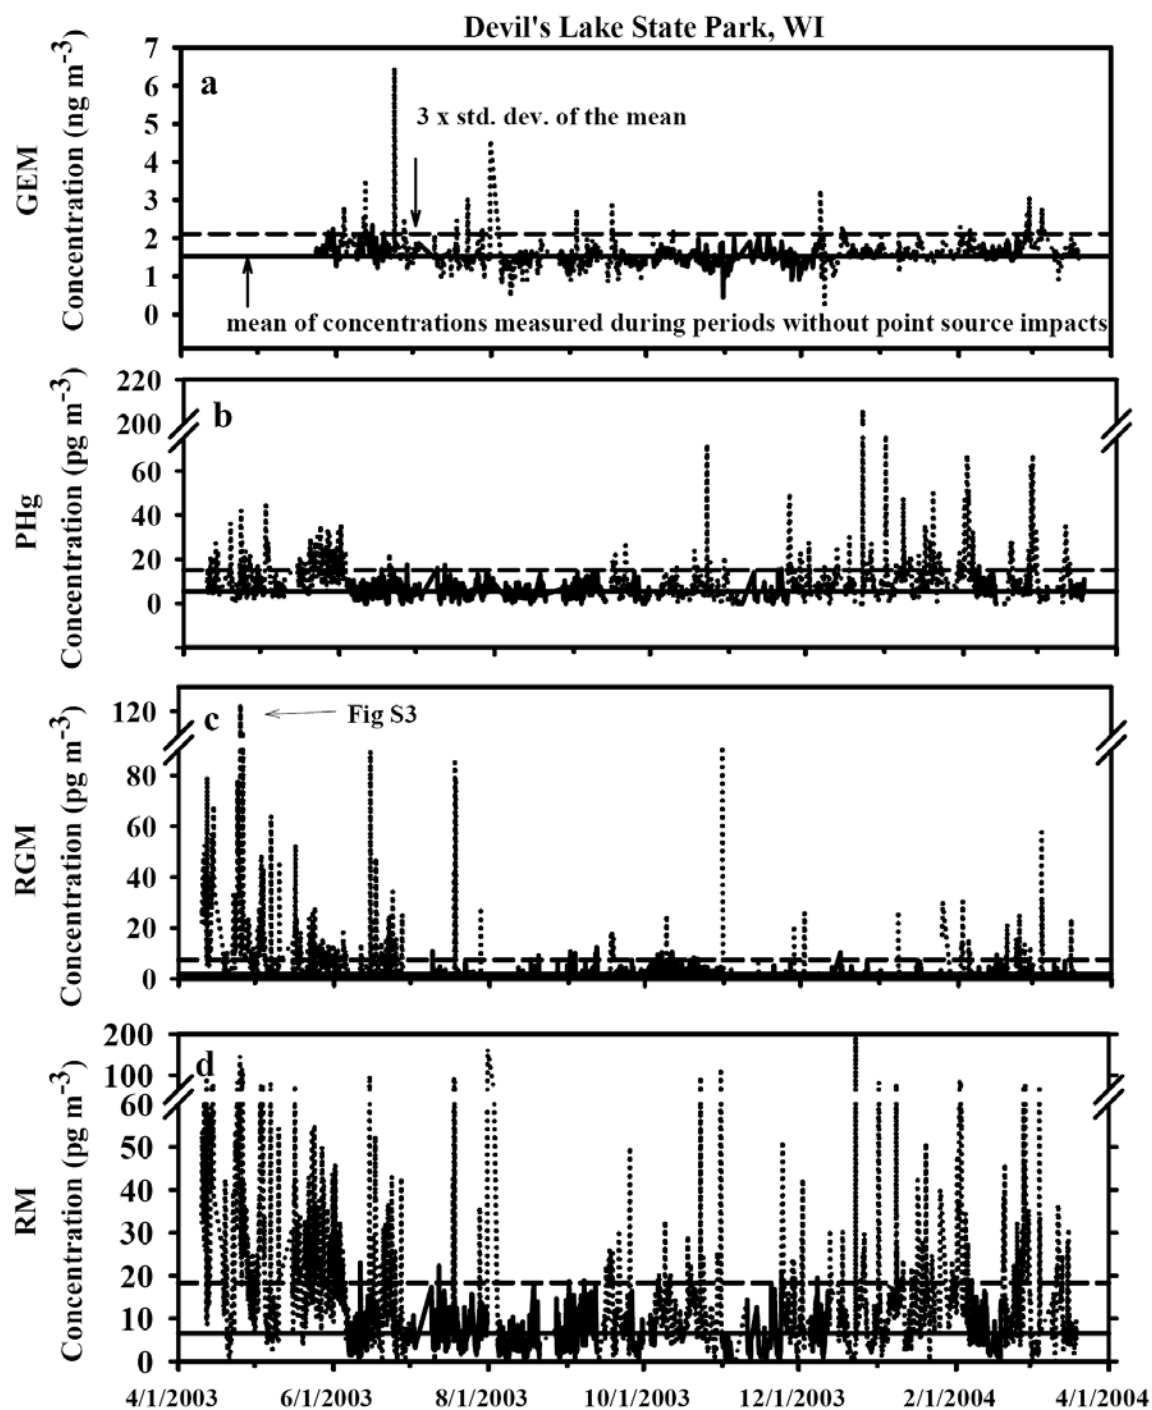 Devil's Lake State Park, WI
GEM
Concentration (ng m-3)
7
6
5
4
3
2
1
0
a
3 x std. dev. of the mean
mean of concentrations measured during periods without point source impacts
PHg
Concentration (pg m-3)
220
200
60
40
20
0
b
RGM
Concentration (pg m-3)
120
80
60
40
20
0
c
Fig S3
RM
Concentration (pg m-3)
200
100
60
50
40
30
20
10
0
d
4/1/2003 6/1/2003 8/1/2003 10/1/2003 12/1/2003 2/1/2004 4/1/2004